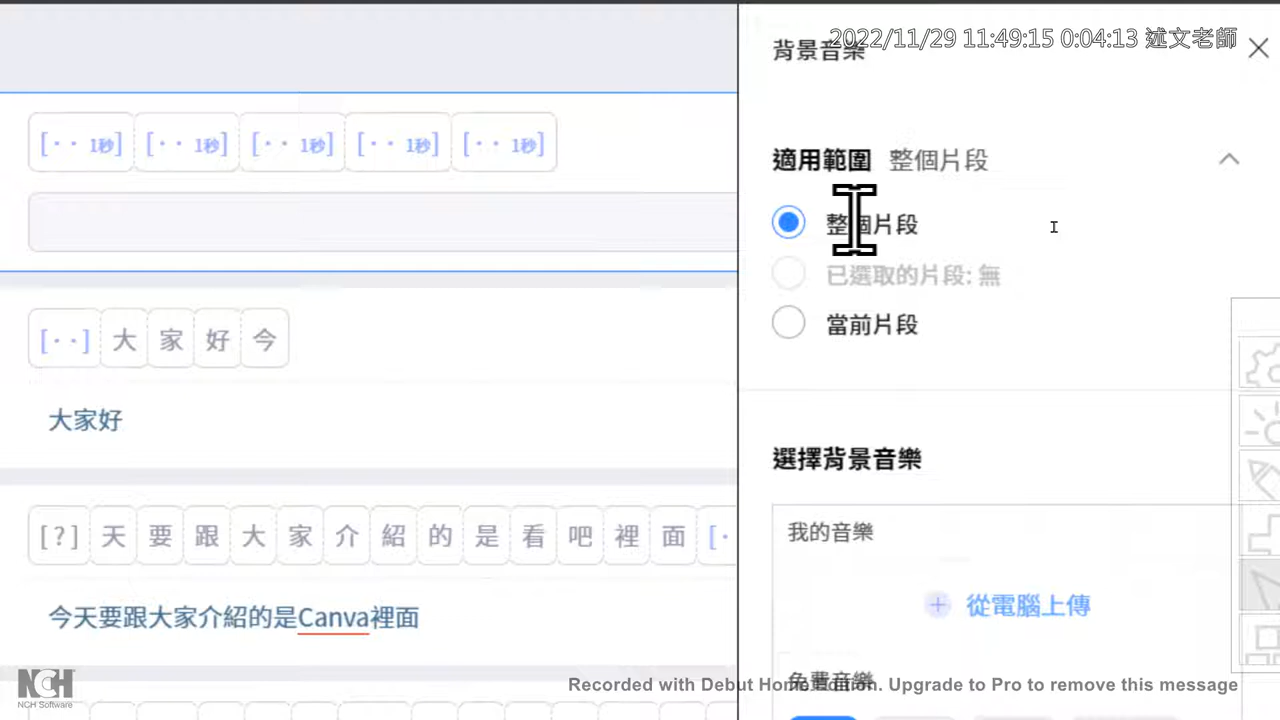 2022/11/29 11:49:15 0:04:13 述文老師
背景音樂
[·· 1秒] [·· 1秒] [·· 1秒] [·· 1秒] [·· 1秒]
適用範圍 整個片段
整個片段
已選取的片段: 無
當前片段
[··] 大 家 好 今
大家好
選擇背景音樂
我的音樂
[?] 天 要 跟 大 家 介 紹 的 是 看 吧 裡 面 [·
+ 從電腦上傳
今天要跟大家介紹的是Canva裡面
免費音樂
NCH
NCH Software
Recorded with Debut Home Edition. Upgrade to Pro to remove this message